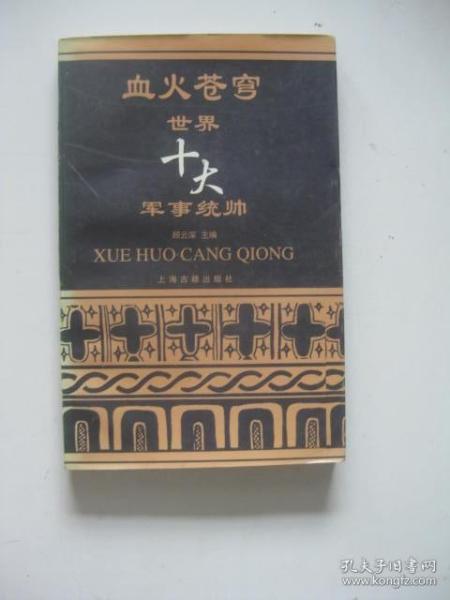 血火苍穹
世界
十大
军事统帅
顾云深 主编
XUE HUO CANG QIONG
上海古籍出版社
孔夫子旧书网
www.kongfz.com